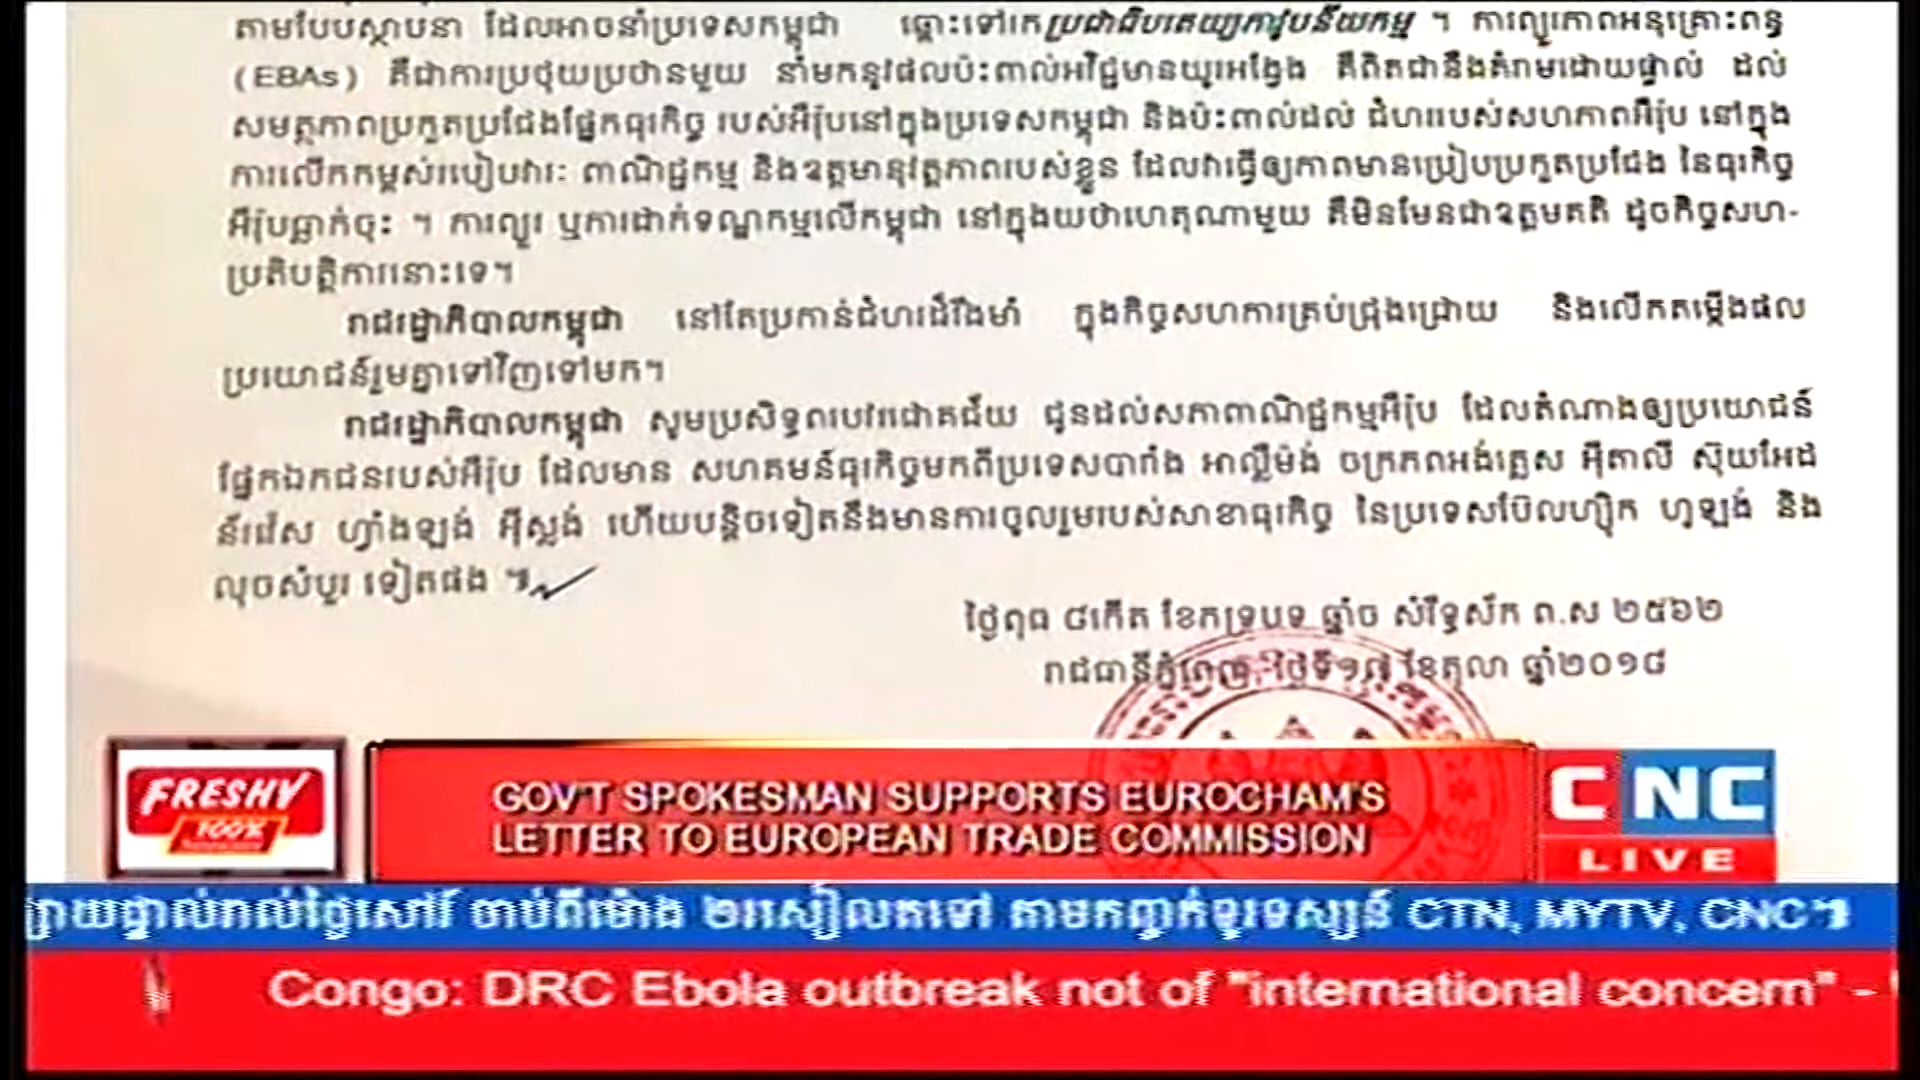 តាមបែបស្ថាបនា ដែលអាចនាំប្រទេសកម្ពុជា ឆ្ពោះទៅរកប្រជាធិបតេយ្យភាវូបនីយកម្ម ។ ការព្យួរភាពអនុគ្រោះពន្ធ
(EBAs) គឺជាការប្រថុយប្រថានមួយ នាំមកនូវផលប៉ះពាល់អវិជ្ជមានយូរអង្វែង គឺពិតជានឹងគំរាមដោយផ្ទាល់ ដល់
សមត្ថភាពប្រកួតប្រជែងផ្នែកធុរកិច្ច របស់អឺរ៉ុបនៅក្នុងប្រទេសកម្ពុជា និងប៉ះពាល់ដល់ ជំហររបស់សហភាពអឺរ៉ុប នៅក្នុង
ការលើកកម្ពស់របៀបវារៈ ពាណិជ្ជកម្ម និងឧត្តមានុវត្តភាពរបស់ខ្លួន ដែលវាធ្វើឲ្យភាពមានប្រៀបប្រកួតប្រជែង នៃធុរកិច្ច
អឺរ៉ុបធ្លាក់ចុះ ។ ការព្យួរ ឬការដាក់ទណ្ឌកម្មលើកម្ពុជា នៅក្នុងយថាហេតុណាមួយ គឺមិនមែនជាឧត្តមគតិ ដូចកិច្ចសហ-
ប្រតិបត្តិការនោះទេ។
រាជរដ្ឋាភិបាលកម្ពុជា នៅតែប្រកាន់ជំហរដ៏រឹងមាំ ក្នុងកិច្ចសហការគ្រប់ជ្រុងជ្រោយ និងលើកតម្កើងផល
ប្រយោជន៍រួមគ្នាទៅវិញទៅមក។
រាជរដ្ឋាភិបាលកម្ពុជា សូមប្រសិទ្ធពរបវរជោគជ័យ ជូនដល់សភាពាណិជ្ជកម្មអឺរ៉ុប ដែលតំណាងឲ្យប្រយោជន៍
ផ្នែកឯកជនរបស់អឺរ៉ុប ដែលមាន សហគមន៍ធុរកិច្ចមកពីប្រទេសបារាំង អាល្លឺម៉ង់ ចក្រភពអង់គ្លេស អ៊ីតាលី ស៊ុយអែដ
ន័រវ៉េស ហ្វាំងឡង់ អ៊ីស្លង់ ហើយបន្តិចទៀតនឹងមានការចូលរួមរបស់សាខាធុរកិច្ច នៃប្រទេសប៊ែលហ្ស៊ិក ហូឡង់ និង
លុចសំបួរ ទៀតផង ៕
ថ្ងៃពុធ ៨កើត ខែកទ្របទ ឆ្នាំច សំរឹទ្ធស័ក ព.ស ២៥៦២
រាជធានីភ្នំពេញ, ថ្ងៃទី១៧ ខែតុលា ឆ្នាំ២០១៨
FRESHY
100%
GOV'T SPOKESMAN SUPPORTS EUROCHAM'S
LETTER TO EUROPEAN TRADE COMMISSION
CNC
LIVE
ផ្ទាល់រាល់ថ្ងៃសៅរ៍ ចាប់ពីម៉ោង ២រសៀលតទៅ តាមកញ្ចក់ទូរទស្សន៍ CTN, MYTV, CNC៕
Congo: DRC Ebola outbreak not of "international concern" -